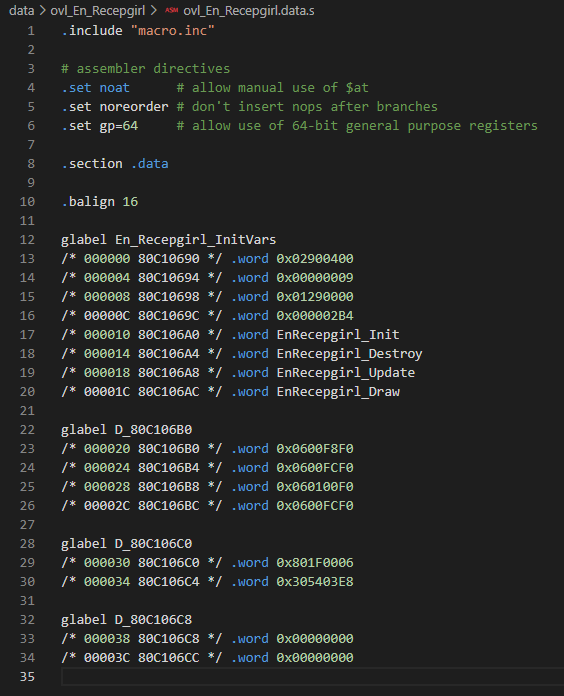 data > ovl_En_Recepgirl > ASM ovl_En_Recepgirl.data.s
1 .include "macro.inc"
2
3 # assembler directives
4 .set noat      # allow manual use of $at
5 .set noreorder # don't insert nops after branches
6 .set gp=64     # allow use of 64-bit general purpose registers
7
8 .section .data
9
10 .balign 16
11
12 glabel En_Recepgirl_InitVars
13 /* 000000 80C10690 */ .word 0x02900400
14 /* 000004 80C10694 */ .word 0x00000009
15 /* 000008 80C10698 */ .word 0x01290000
16 /* 00000C 80C1069C */ .word 0x000002B4
17 /* 000010 80C106A0 */ .word EnRecepgirl_Init
18 /* 000014 80C106A4 */ .word EnRecepgirl_Destroy
19 /* 000018 80C106A8 */ .word EnRecepgirl_Update
20 /* 00001C 80C106AC */ .word EnRecepgirl_Draw
21
22 glabel D_80C106B0
23 /* 000020 80C106B0 */ .word 0x0600F8F0
24 /* 000024 80C106B4 */ .word 0x0600FCF0
25 /* 000028 80C106B8 */ .word 0x060100F0
26 /* 00002C 80C106BC */ .word 0x0600FCF0
27
28 glabel D_80C106C0
29 /* 000030 80C106C0 */ .word 0x801F0006
30 /* 000034 80C106C4 */ .word 0x305403E8
31
32 glabel D_80C106C8
33 /* 000038 80C106C8 */ .word 0x00000000
34 /* 00003C 80C106CC */ .word 0x00000000
35